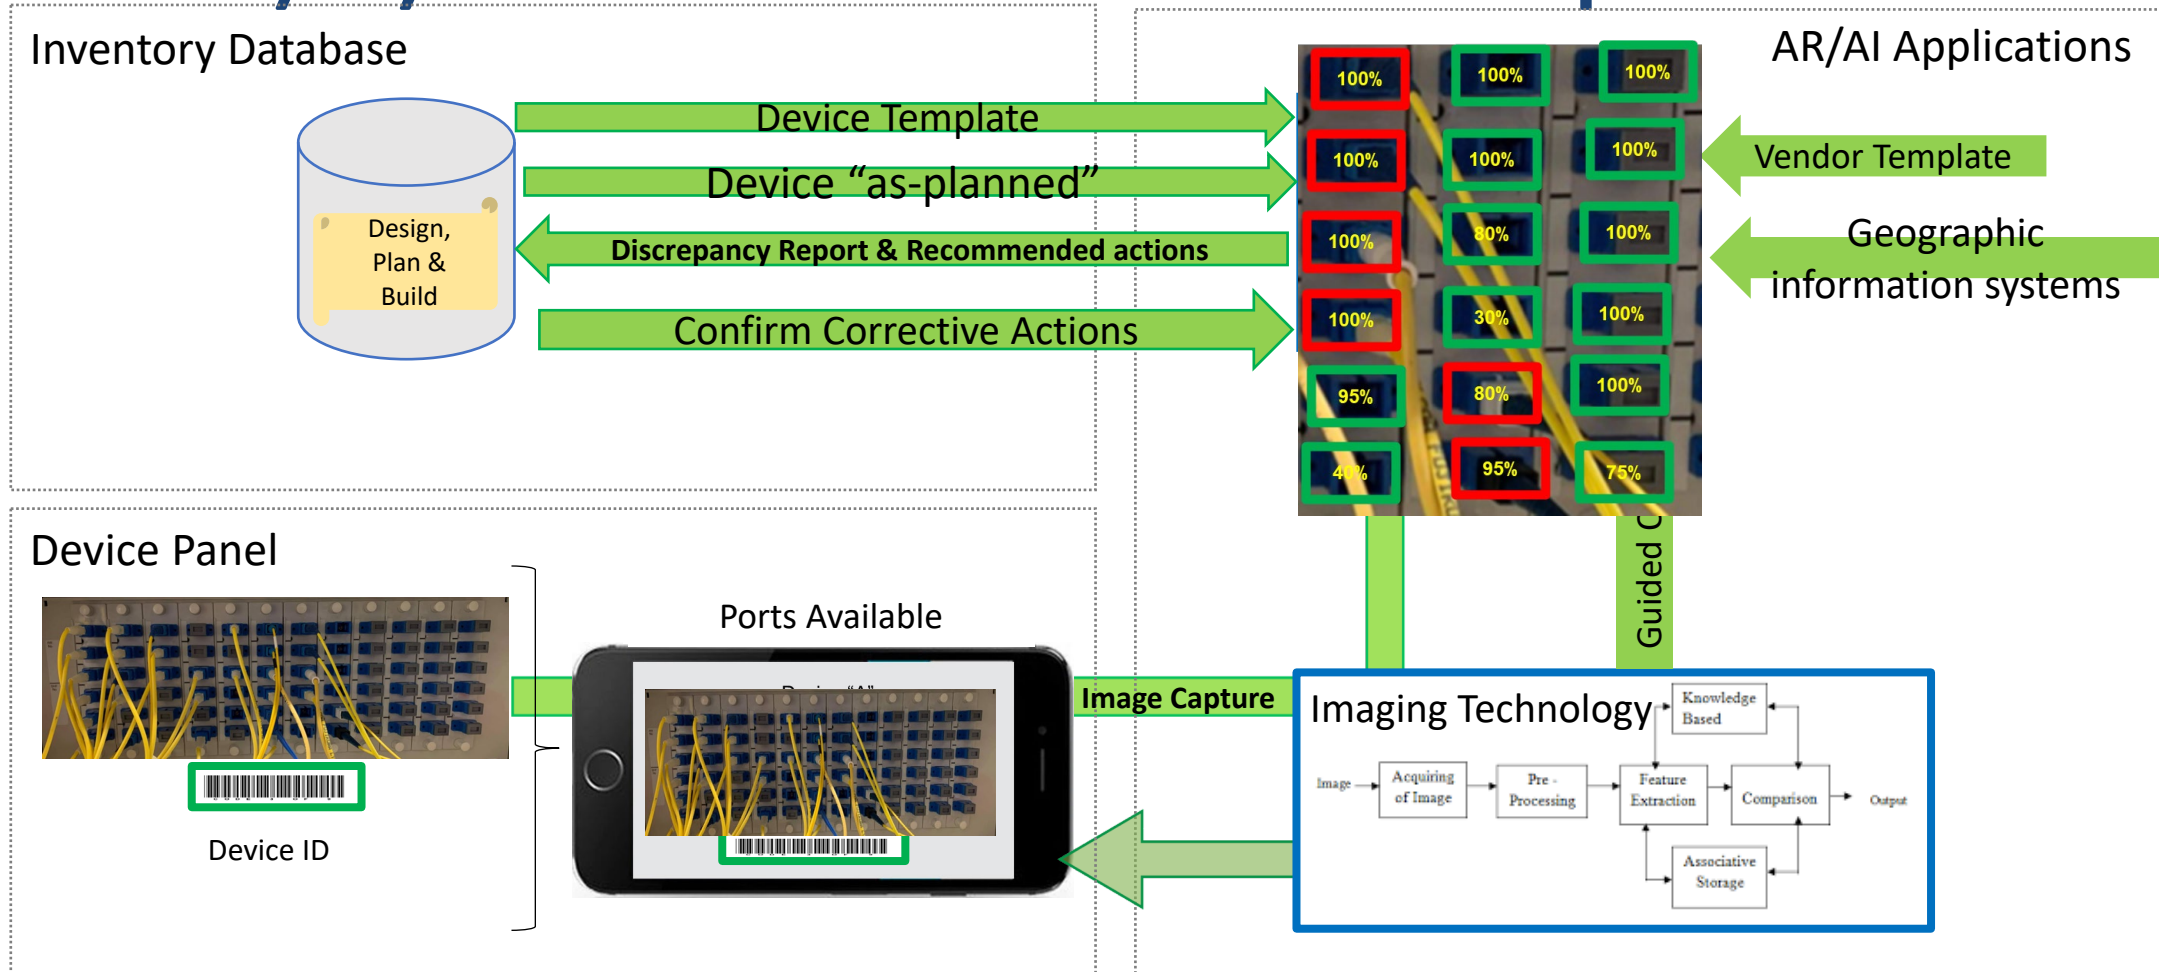 Inventory Database
Device Template
Device “as-planned”
Discrepancy Report & Recommended actions
Confirm Corrective Actions
Design,
Plan &
Build
AR/AI Applications
100% 100% 100%
100% 100% 100%
100% 80% 100%
100% 30% 100%
95% 80% 100%
40% 95% 75%
Vendor Template
Geographic
information systems
Guided
Device Panel
Device ID
Ports Available
Image Capture
Imaging Technology
Knowledge
Based
Image
Acquiring
of Image
Pre -
Processing
Feature
Extraction
Comparison
Output
Associative
Storage